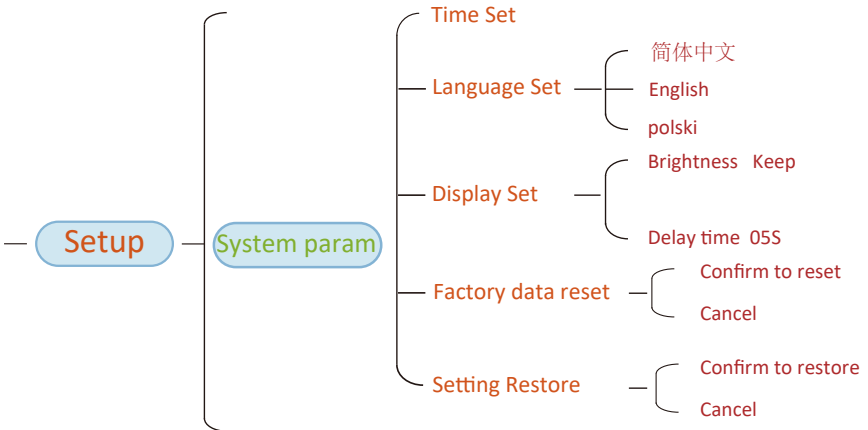 Setup
System param
Time Set
Language Set
简体中文
English
polski
Display Set
Brightness Keep
Delay time 05S
Factory data reset
Confirm to reset
Cancel
Setting Restore
Confirm to restore
Cancel